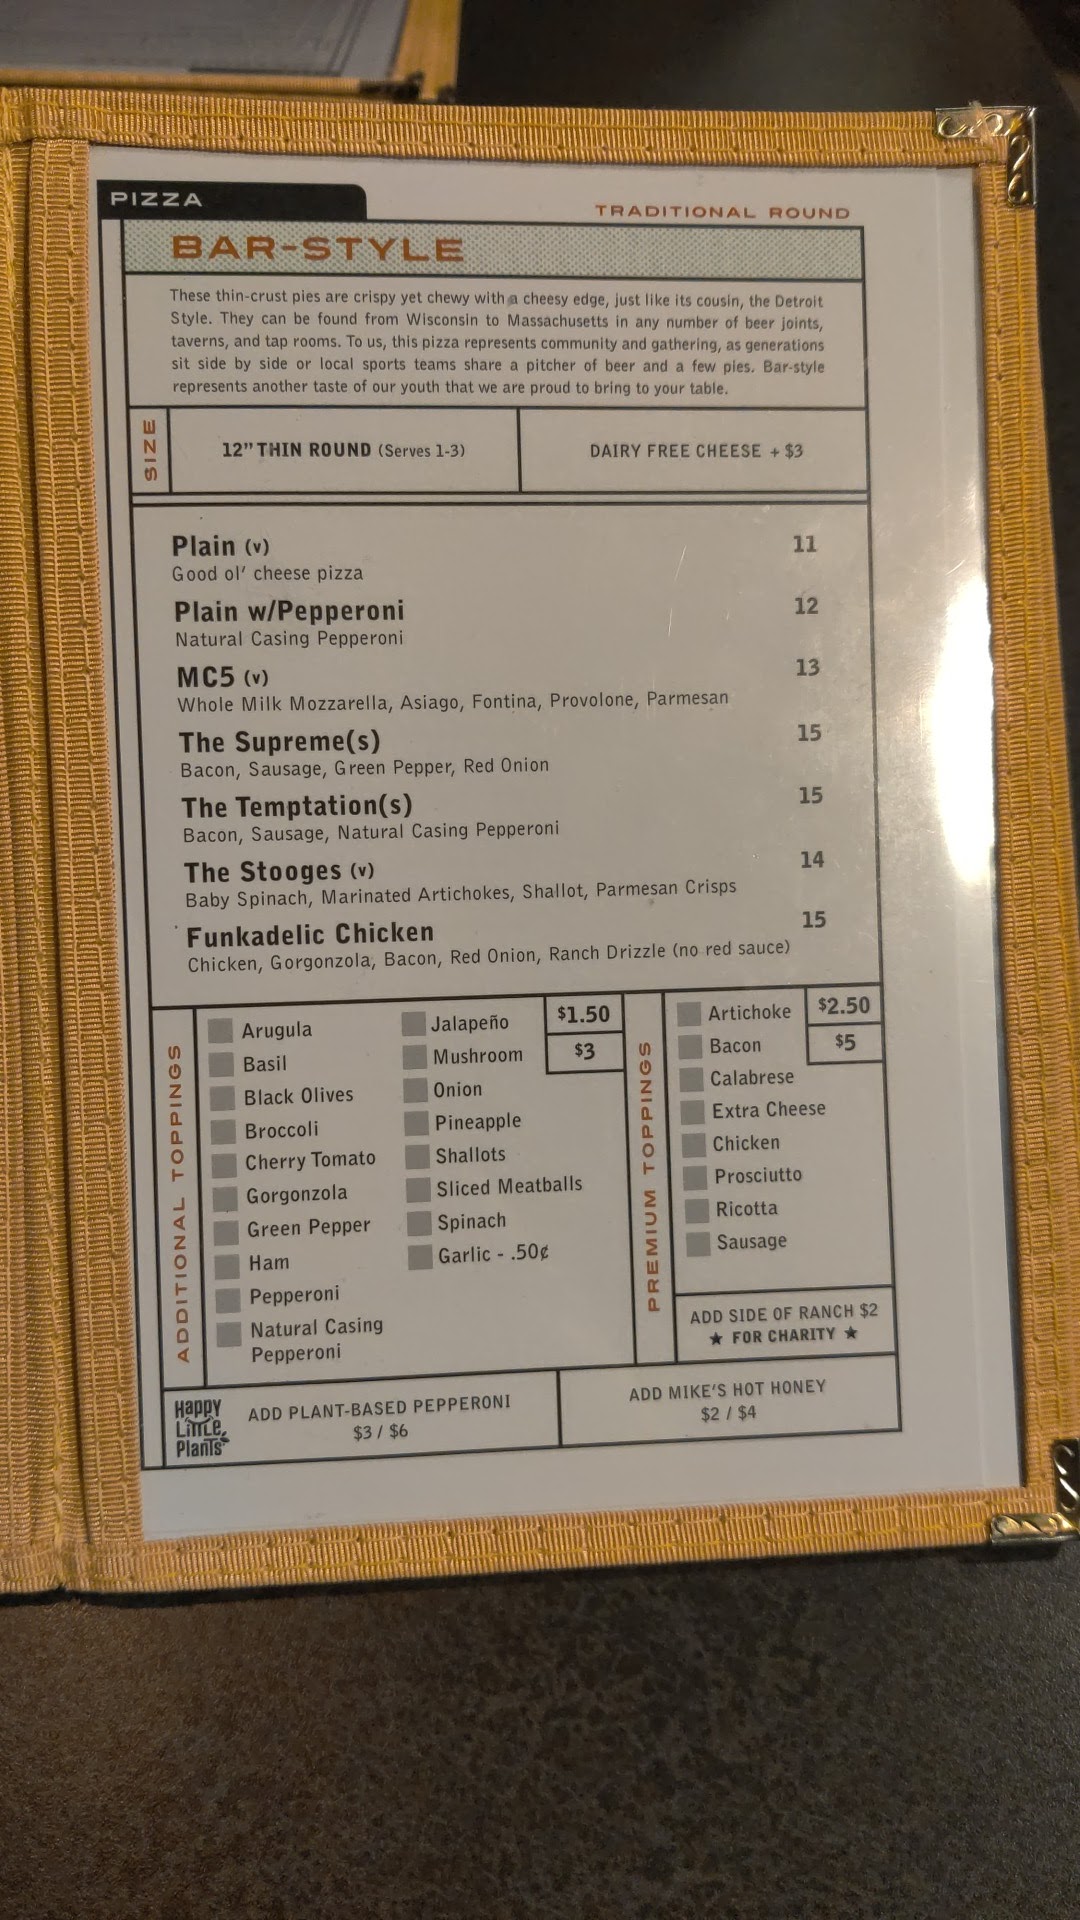 PIZZA
TRADITIONAL ROUND
BAR-STYLE
These thin-crust pies are crispy yet chewy with a cheesy edge, just like its cousin, the Detroit
Style. They can be found from Wisconsin to Massachusetts in any number of beer joints,
taverns, and tap rooms. To us, this pizza represents community and gathering, as generations
sit side by side or local sports teams share a pitcher of beer and a few pies. Bar-style
represents another taste of our youth that we are proud to bring to your table.
SIZE
12" THIN ROUND (Serves 1-3)
DAIRY FREE CHEESE + $3
Plain (v) 11
Good ol' cheese pizza
Plain w/Pepperoni 12
Natural Casing Pepperoni
MC5 (v) 13
Whole Milk Mozzarella, Asiago, Fontina, Provolone, Parmesan
The Supreme(s) 15
Bacon, Sausage, Green Pepper, Red Onion
The Temptation(s) 15
Bacon, Sausage, Natural Casing Pepperoni
The Stooges (v) 14
Baby Spinach, Marinated Artichokes, Shallot, Parmesan Crisps
Funkadelic Chicken 15
Chicken, Gorgonzola, Bacon, Red Onion, Ranch Drizzle (no red sauce)
ADDITIONAL TOPPINGS
$1.50
$3
Arugula
Basil
Black Olives
Broccoli
Cherry Tomato
Gorgonzola
Green Pepper
Ham
Pepperoni
Natural Casing
Pepperoni
Jalapeño
Mushroom
Onion
Pineapple
Shallots
Sliced Meatballs
Spinach
Garlic - .50¢
PREMIUM TOPPINGS
$2.50
$5
Artichoke
Bacon
Calabrese
Extra Cheese
Chicken
Prosciutto
Ricotta
Sausage
ADD SIDE OF RANCH $2
★ FOR CHARITY ★
Happy
Little
Plants
ADD PLANT-BASED PEPPERONI
$3 / $6
ADD MIKE'S HOT HONEY
$2 / $4